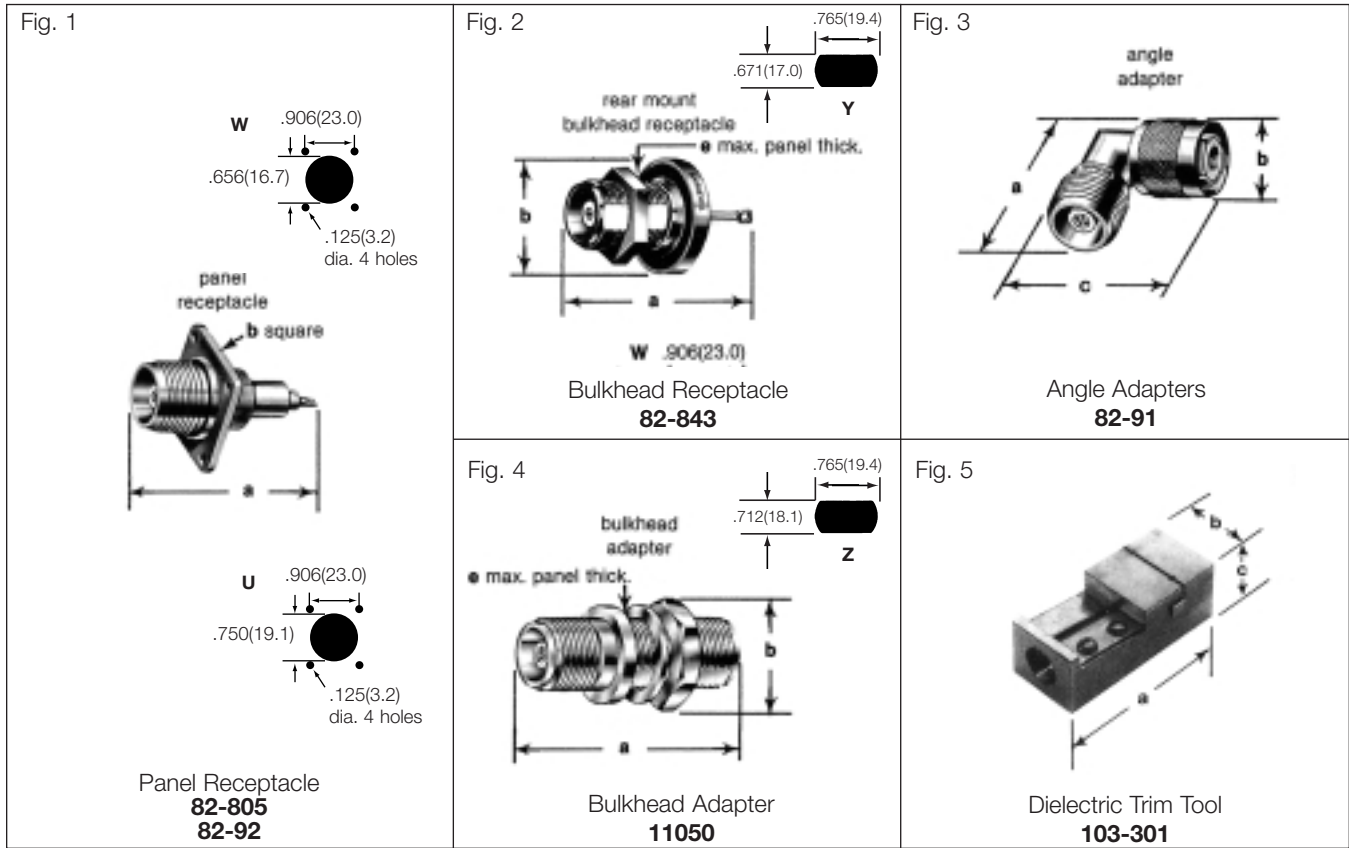 Fig. 1
W
.906(23.0)
.656(16.7)
.125(3.2)
dia. 4 holes
panel
receptacle
b square
a
U
.906(23.0)
.750(19.1)
.125(3.2)
dia. 4 holes
Panel Receptacle
82-805
82-92
Fig. 2
.765(19.4)
.671(17.0)
Y
rear mount
bulkhead receptacle
e max. panel thick.
b
a
W .906(23.0)
Bulkhead Receptacle
82-843
Fig. 3
angle
adapter
a
b
c
Angle Adapters
82-91
Fig. 4
.765(19.4)
.712(18.1)
Z
bulkhead
adapter
e max. panel thick.
b
a
Bulkhead Adapter
11050
Fig. 5
b
c
a
Dielectric Trim Tool
103-301